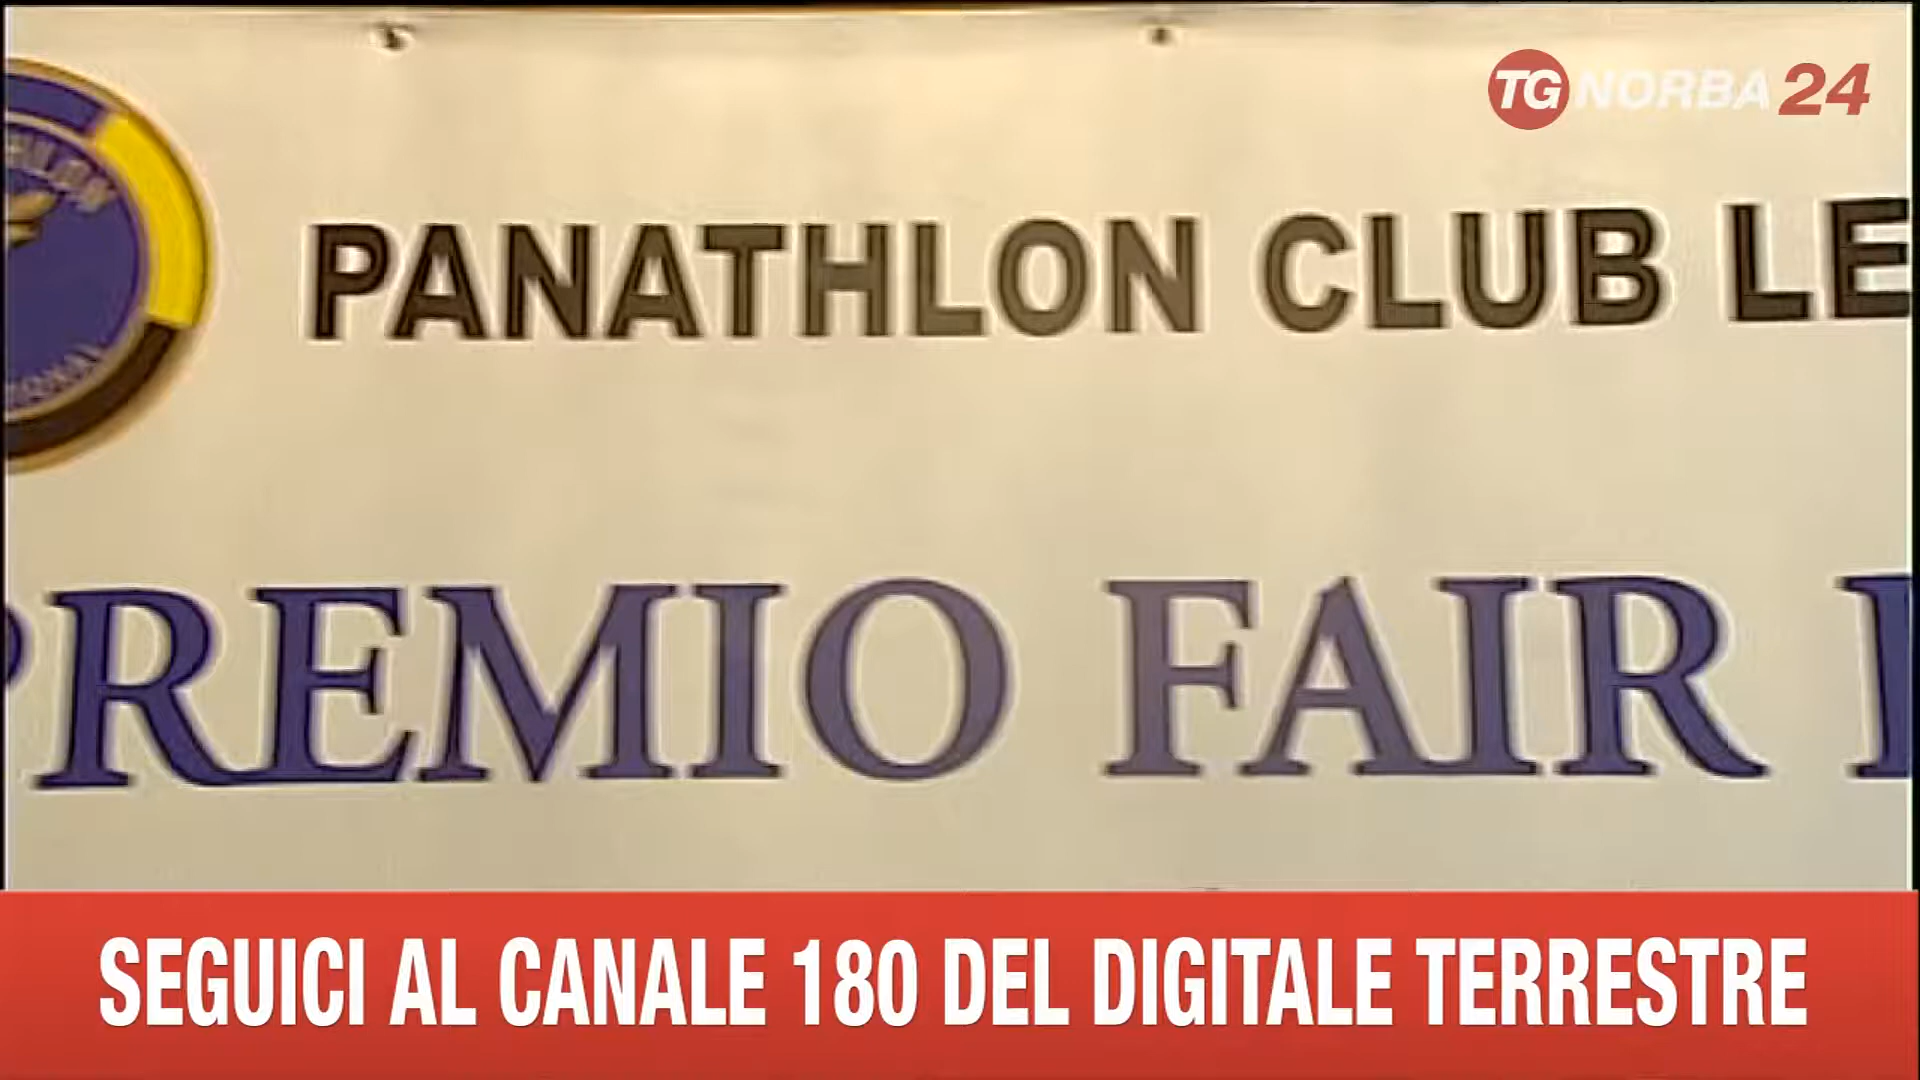 TG NORBA 24
PANATHLON CLUB LE
PREMIO FAIR
SEGUICI AL CANALE 180 DEL DIGITALE TERRESTRE